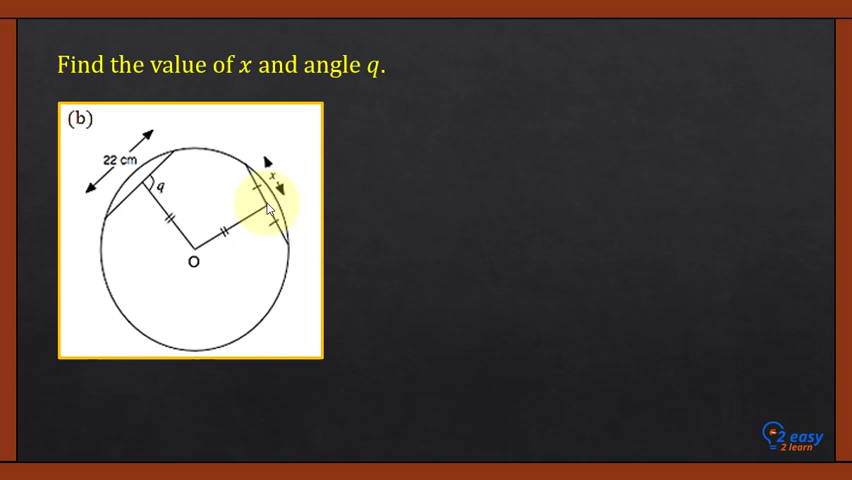 Find the value of x and angle q.
(b)
22 cm
x
q
O
2 easy
2 learn